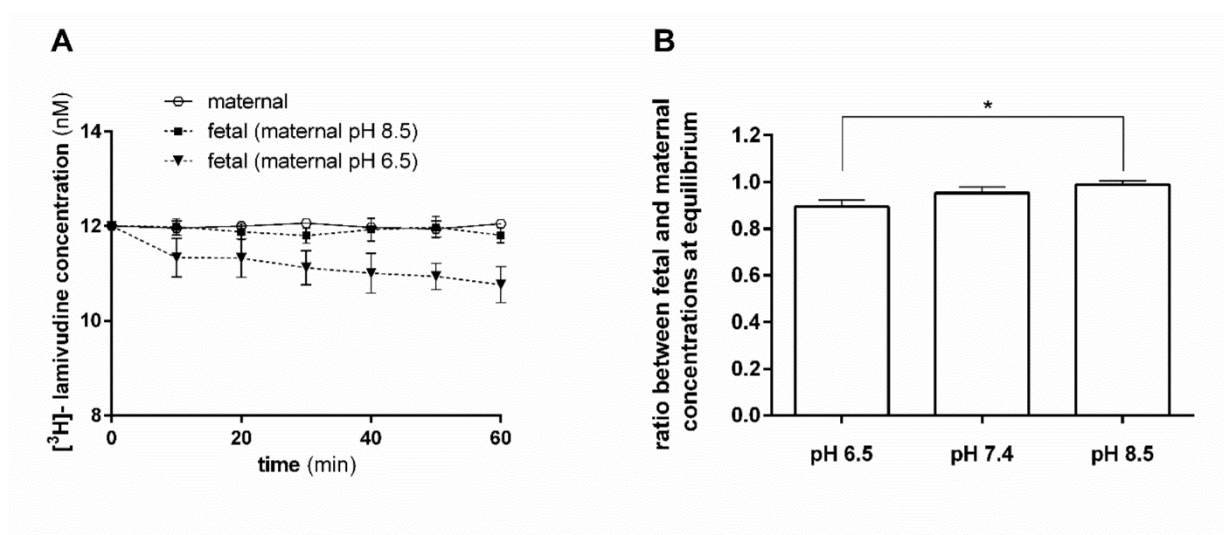 A
[³H]- lamivudine concentration (nM)
maternal
fetal (maternal pH 8.5)
fetal (maternal pH 6.5)
14
12
10
8
0
20
40
60
time (min)
B
ratio between fetal and maternal
concentrations at equilibrium
*
1.2
1.0
0.8
0.6
0.4
0.2
0.0
pH 6.5
pH 7.4
pH 8.5